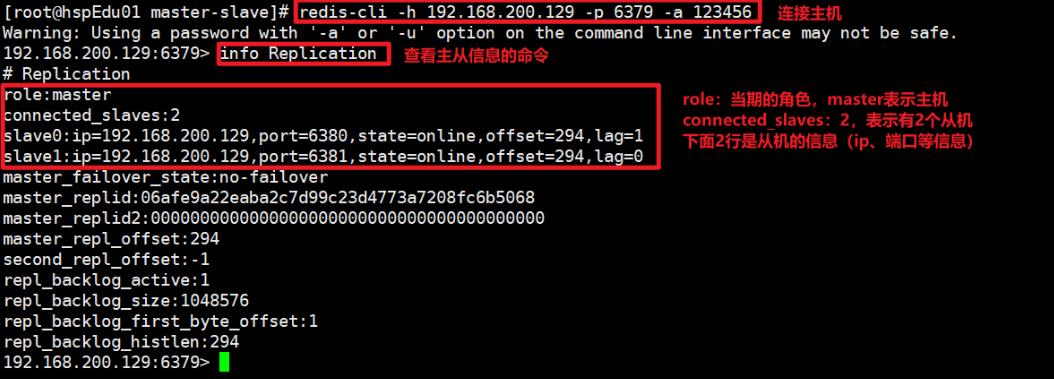 [root@hspEdu01 master-slave]# redis-cli -h 192.168.200.129 -p 6379 -a 123456 连接主机
Warning: Using a password with '-a' or '-u' option on the command line interface may not be safe.
192.168.200.129:6379> info Replication 查看主从信息的命令
# Replication
role:master
connected_slaves:2
slave0:ip=192.168.200.129,port=6380,state=online,offset=294,lag=1
slave1:ip=192.168.200.129,port=6381,state=online,offset=294,lag=0
role：当期的角色，master表示主机
connected_slaves：2，表示有2个从机
下面2行是从机的信息（ip、端口等信息）
master_failover_state:no-failover
master_replid:06afe9a22eaba2c7d99c23d4773a7208fc6b5068
master_replid2:0000000000000000000000000000000000000000
master_repl_offset:294
second_repl_offset:-1
repl_backlog_active:1
repl_backlog_size:1048576
repl_backlog_first_byte_offset:1
repl_backlog_histlen:294
192.168.200.129:6379>